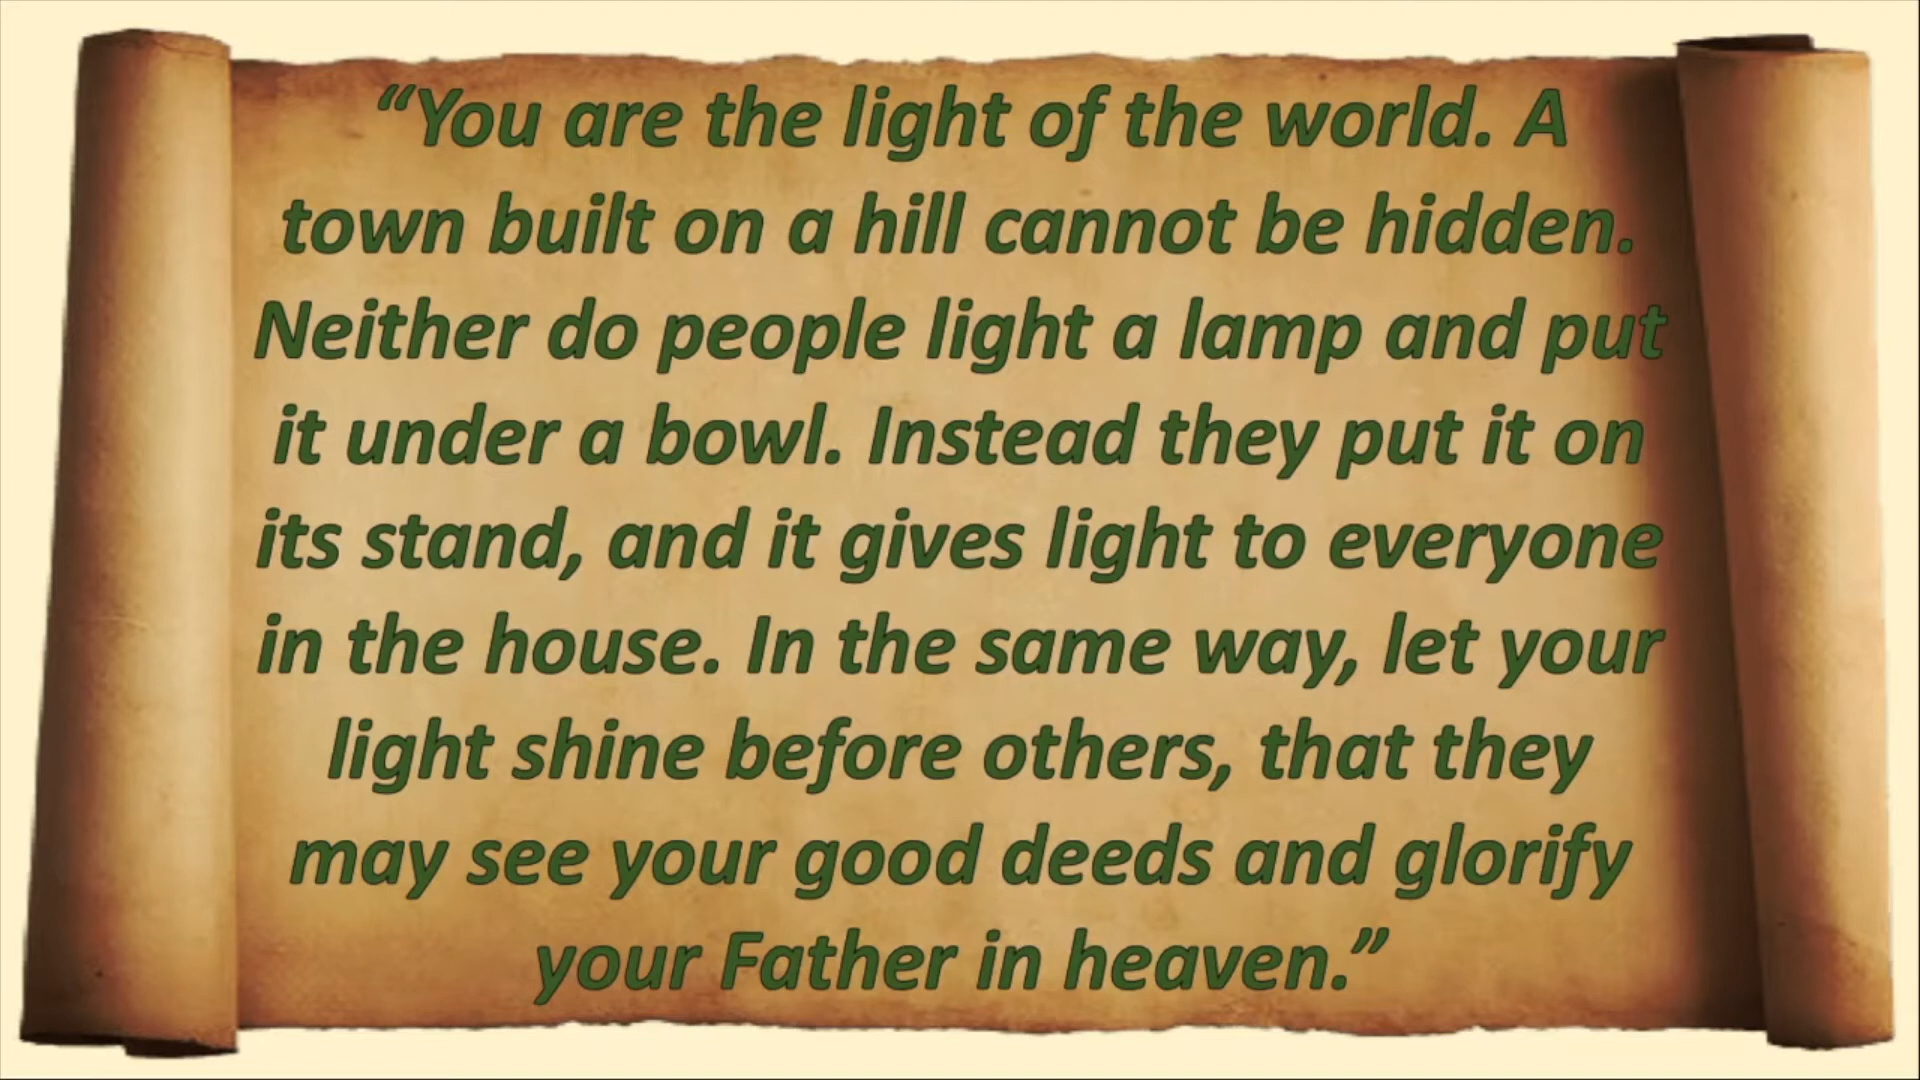 “You are the light of the world. A
town built on a hill cannot be hidden.
Neither do people light a lamp and put
it under a bowl. Instead they put it on
its stand, and it gives light to everyone
in the house. In the same way, let your
light shine before others, that they
may see your good deeds and glorify
your Father in heaven.”